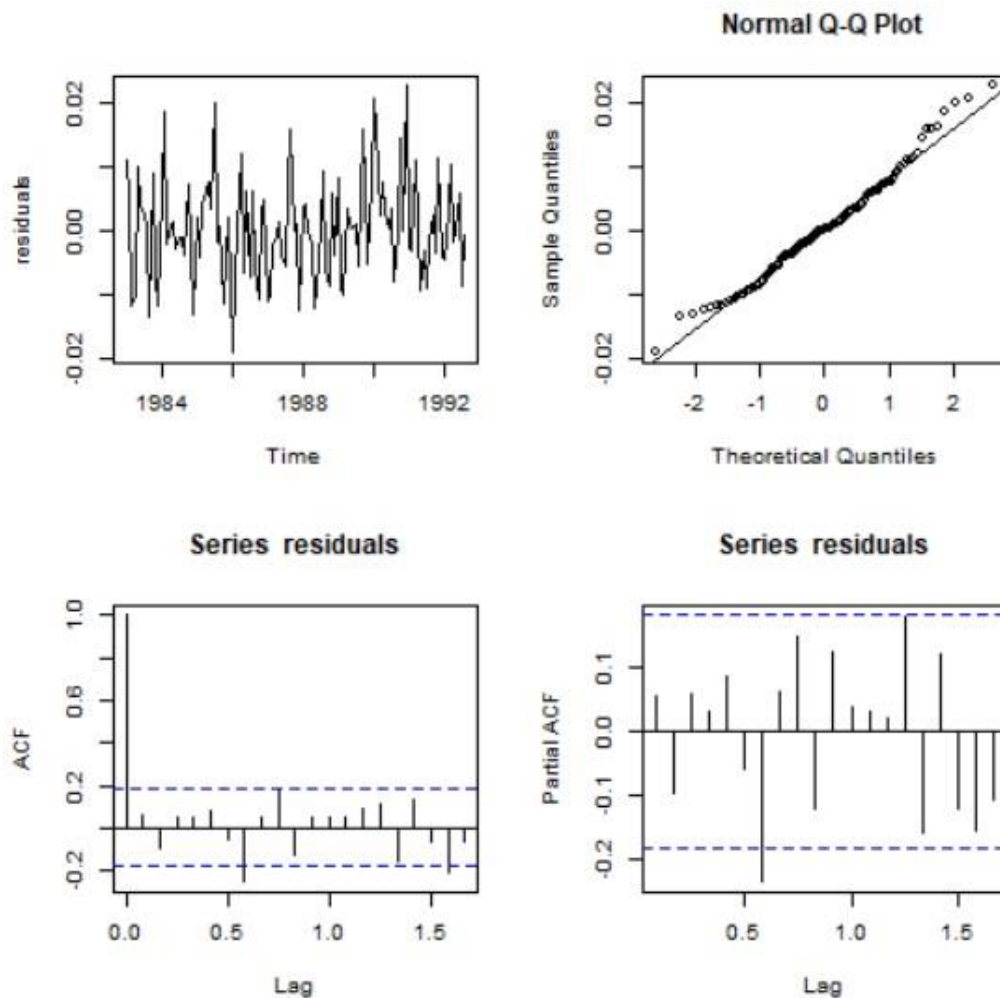 Normal Q-Q Plot
residuals
0.02
0.00
-0.02
1984 1988 1992
Time
Sample Quantiles
0.02
0.00
-0.02
-2 -1 0 1 2
Theoretical Quantiles
Series residuals
ACF
1.0
0.6
0.2
-0.2
0.0 0.5 1.0 1.5
Lag
Series residuals
Partial ACF
0.1
0.0
-0.1
-0.2
0.5 1.0 1.5
Lag